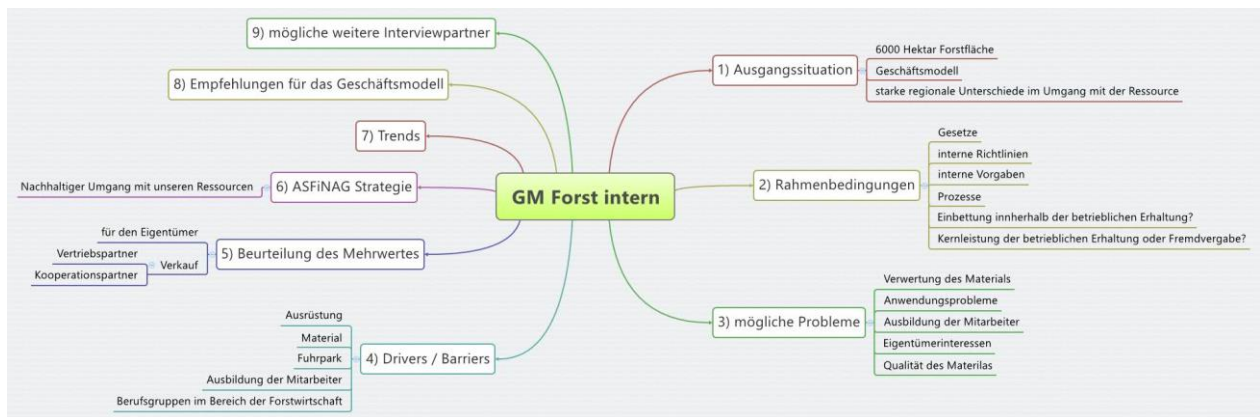 GM Forst intern
1) Ausgangssituation
6000 Hektar Forstfläche
Geschäftsmodell
starke regionale Unterschiede im Umgang mit der Ressource
2) Rahmenbedingungen
Gesetze
interne Richtlinien
interne Vorgaben
Prozesse
Einbettung innherhalb der betrieblichen Erhaltung?
Kernleistung der betrieblichen Erhaltung oder Fremdvergabe?
3) mögliche Probleme
Verwertung des Materials
Anwendungsprobleme
Ausbildung der Mitarbeiter
Eigentümerinteressen
Qualität des Materilas
4) Drivers / Barriers
Ausrüstung
Material
Fuhrpark
Ausbildung der Mitarbeiter
Berufsgruppen im Bereich der Forstwirtschaft
5) Beurteilung des Mehrwertes
für den Eigentümer
Verkauf
Vertriebspartner
Kooperationspartner
6) ASFiNAG Strategie
Nachhaltiger Umgang mit unseren Ressourcen
7) Trends
8) Empfehlungen für das Geschäftsmodell
9) mögliche weitere Interviewpartner